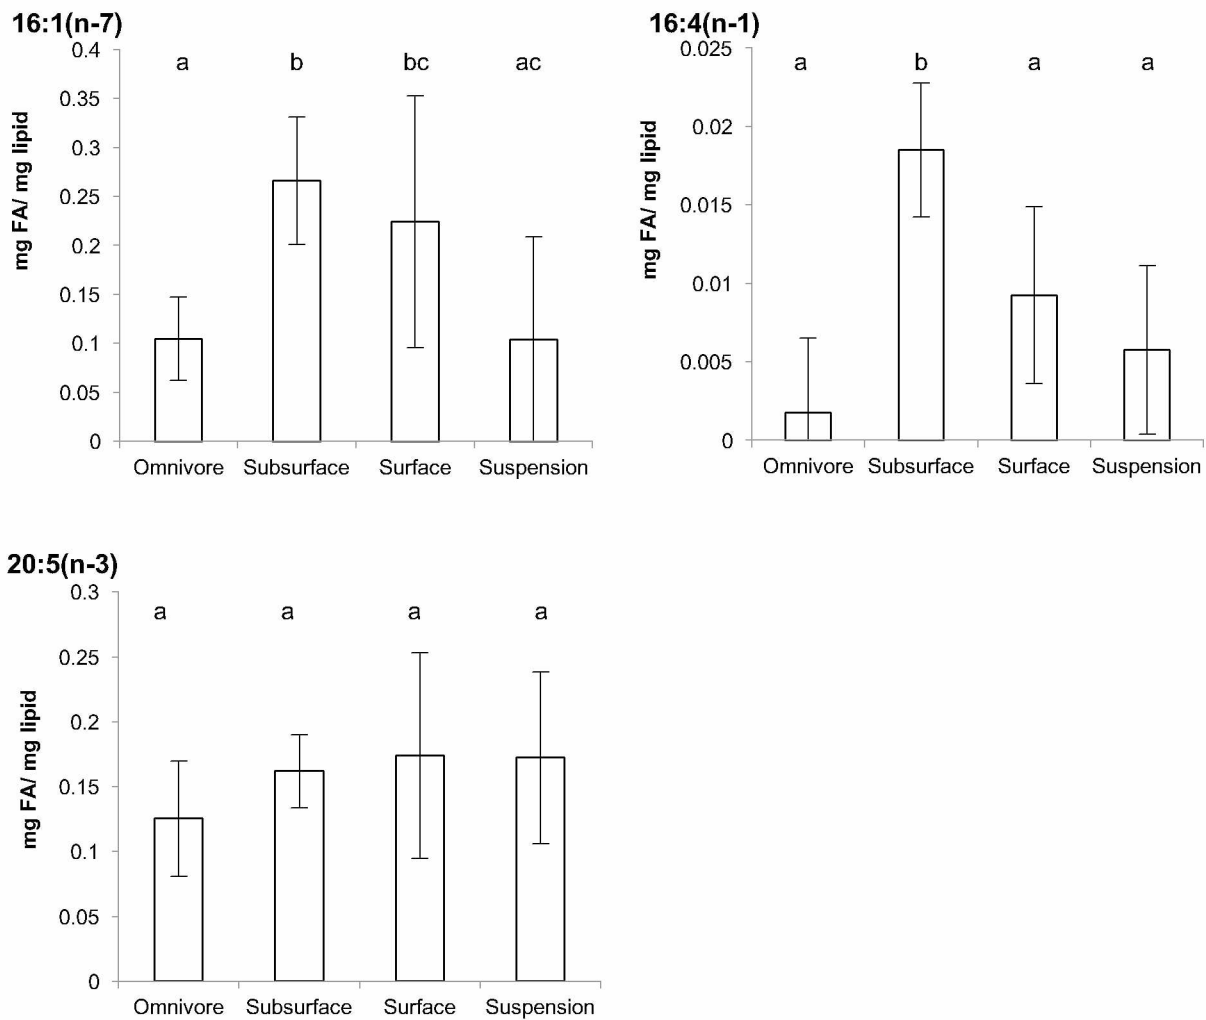 16:1(n-7)
mg FA/ mg lipid
0.4
0.35
0.3
0.25
0.2
0.15
0.1
0.05
0
a b bc ac
Omnivore Subsurface Surface Suspension
16:4(n-1)
mg FA/ mg lipid
0.025
0.02
0.015
0.01
0.005
0
a b a a
Omnivore Subsurface Surface Suspension
20:5(n-3)
mg FA/ mg lipid
0.3
0.25
0.2
0.15
0.1
0.05
0
a a a a
Omnivore Subsurface Surface Suspension